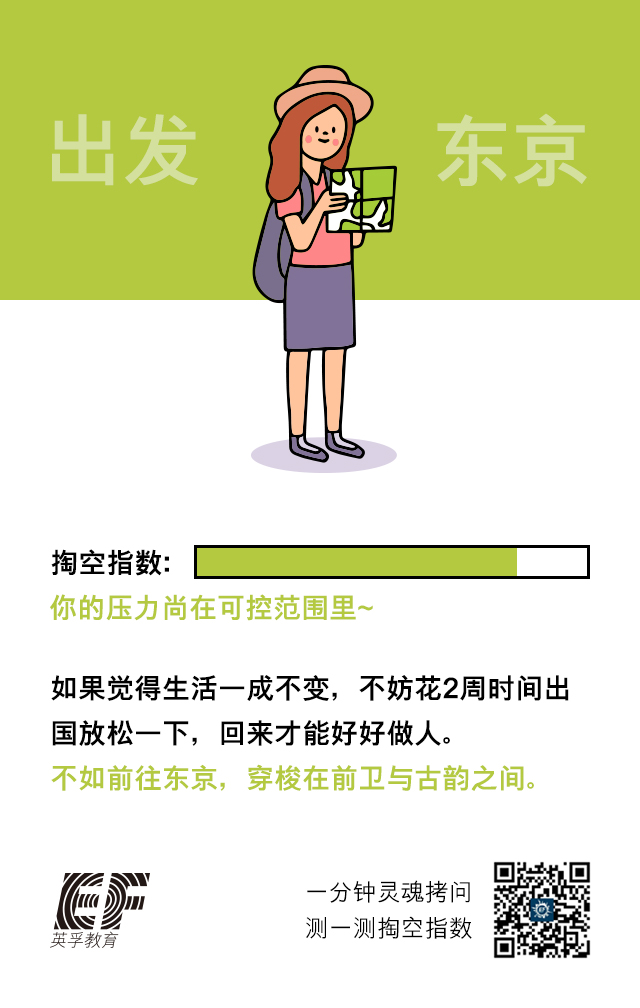 出发 东京
掏空指数:
你的压力尚在可控范围里~
如果觉得生活一成不变，不妨花2周时间出
国放松一下，回来才能好好做人。
不如前往东京，穿梭在前卫与古韵之间。
EF
英孚教育
一分钟灵魂拷问
测一测掏空指数